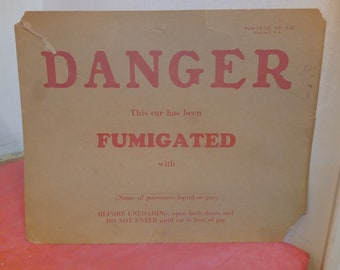 DANGER
This car has been
FUMIGATED
with
(Name of poisonous liquid or gas)
BEFORE UNLOADING, open both doors and
DO NOT ENTER until car is free of gas